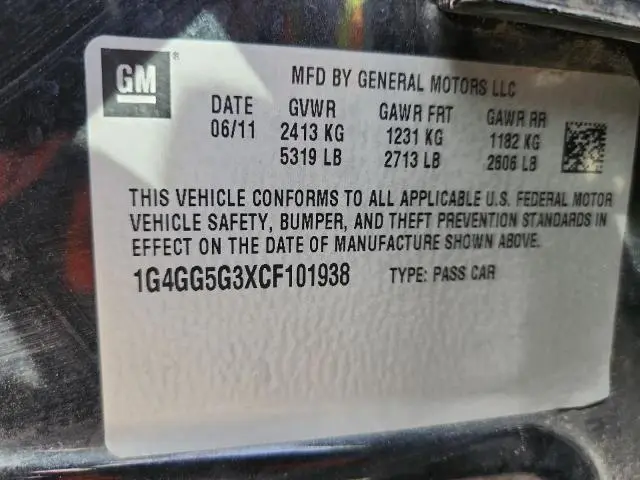 GM
®
MFD BY GENERAL MOTORS LLC
DATE GVWR GAWR FRT GAWR RR
06/11 2413 KG 1231 KG 1182 KG
5319 LB 2713 LB 2606 LB
THIS VEHICLE CONFORMS TO ALL APPLICABLE U.S. FEDERAL MOTOR
VEHICLE SAFETY, BUMPER, AND THEFT PREVENTION STANDARDS IN
EFFECT ON THE DATE OF MANUFACTURE SHOWN ABOVE.
1G4GG5G3XCF101938 TYPE: PASS CAR